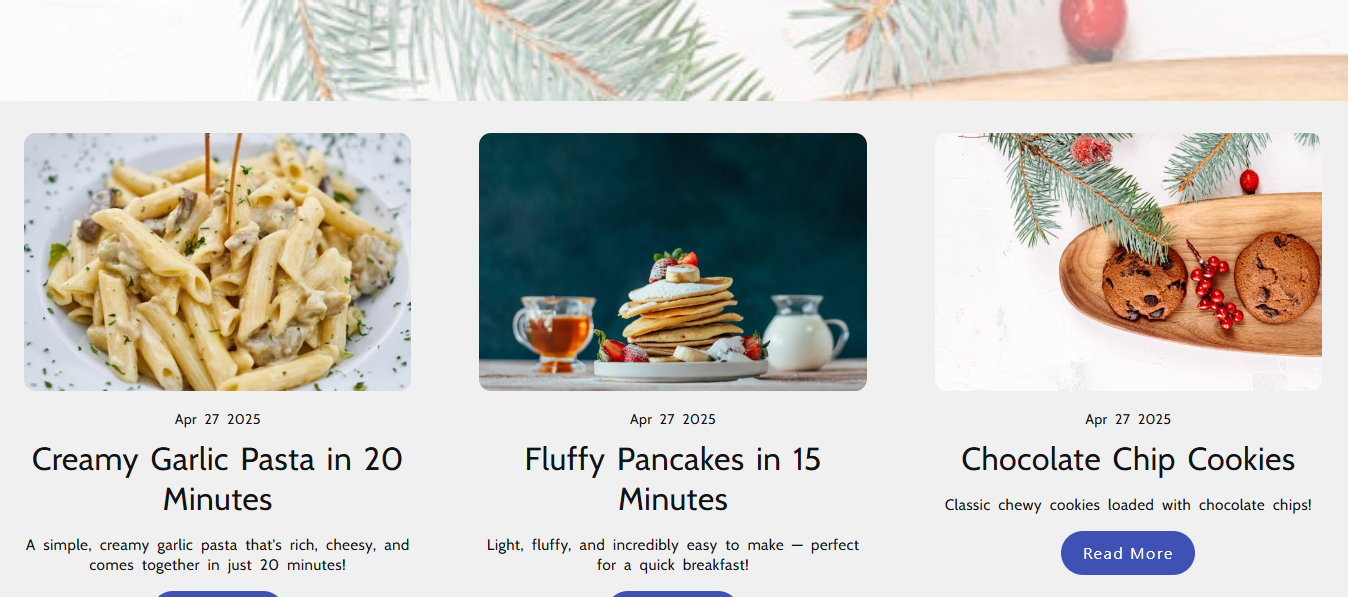 Apr 27 2025
Creamy Garlic Pasta in 20
Minutes
A simple, creamy garlic pasta that's rich, cheesy, and
comes together in just 20 minutes!
Apr 27 2025
Fluffy Pancakes in 15
Minutes
Light, fluffy, and incredibly easy to make — perfect
for a quick breakfast!
Apr 27 2025
Chocolate Chip Cookies
Classic chewy cookies loaded with chocolate chips!
Read More